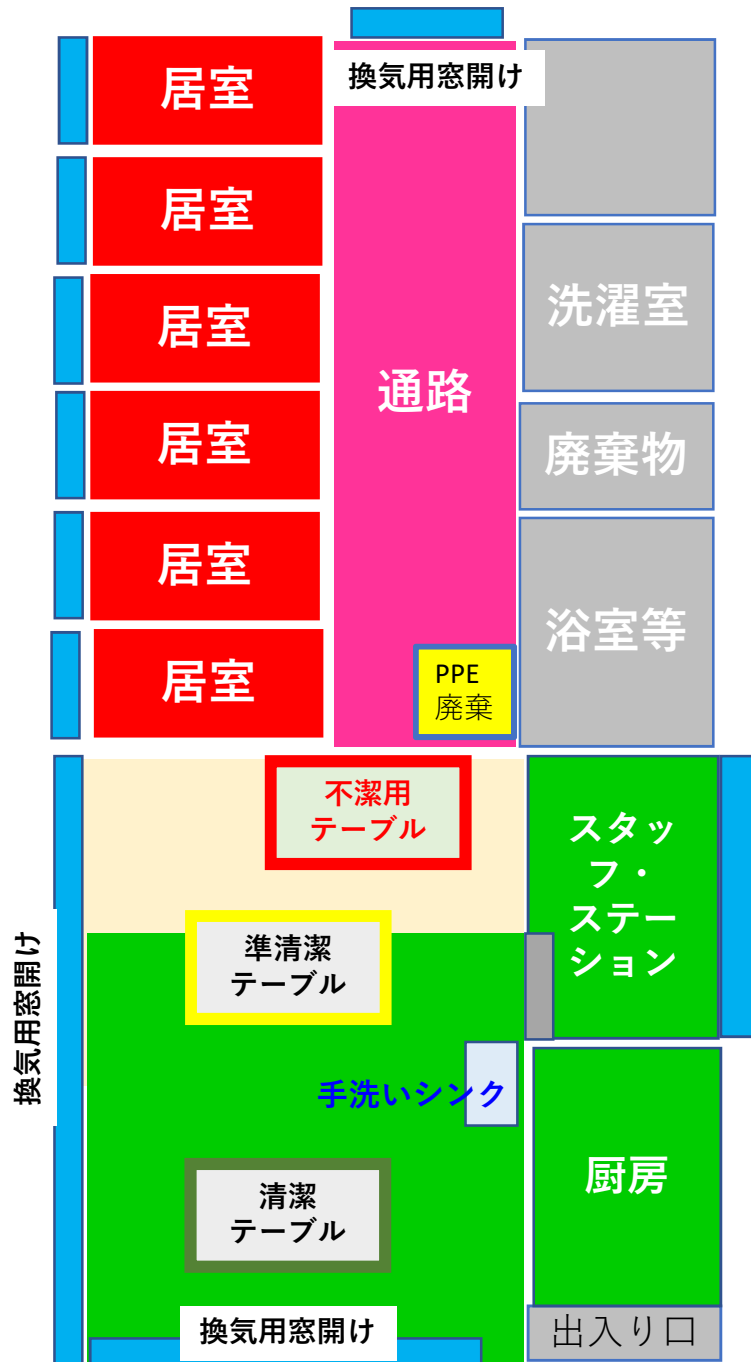 換気用窓開け
居室
居室
居室
居室
居室
居室
通路
洗濯室
廃棄物
浴室等
PPE
廃棄
不潔用
テーブル
スタッ
フ・
ステー
ション
準清潔
テーブル
換気用窓開け
手洗いシンク
厨房
清潔
テーブル
換気用窓開け
出入り口